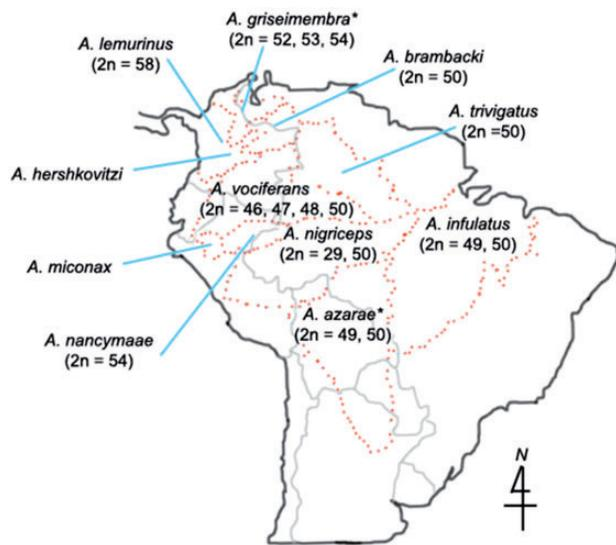 A. griseimembra*
(2n = 52, 53, 54)
A. lemurinus
(2n = 58)
A. brambacki
(2n = 50)
A. trivigatus
(2n =50)
A. hershkovitzi
A. vociferans
(2n = 46, 47, 48, 50)
A. infulatus
(2n = 49, 50)
A. nigriceps
(2n = 29, 50)
A. miconax
A. azarae*
(2n = 49, 50)
A. nancymaae
(2n = 54)
N